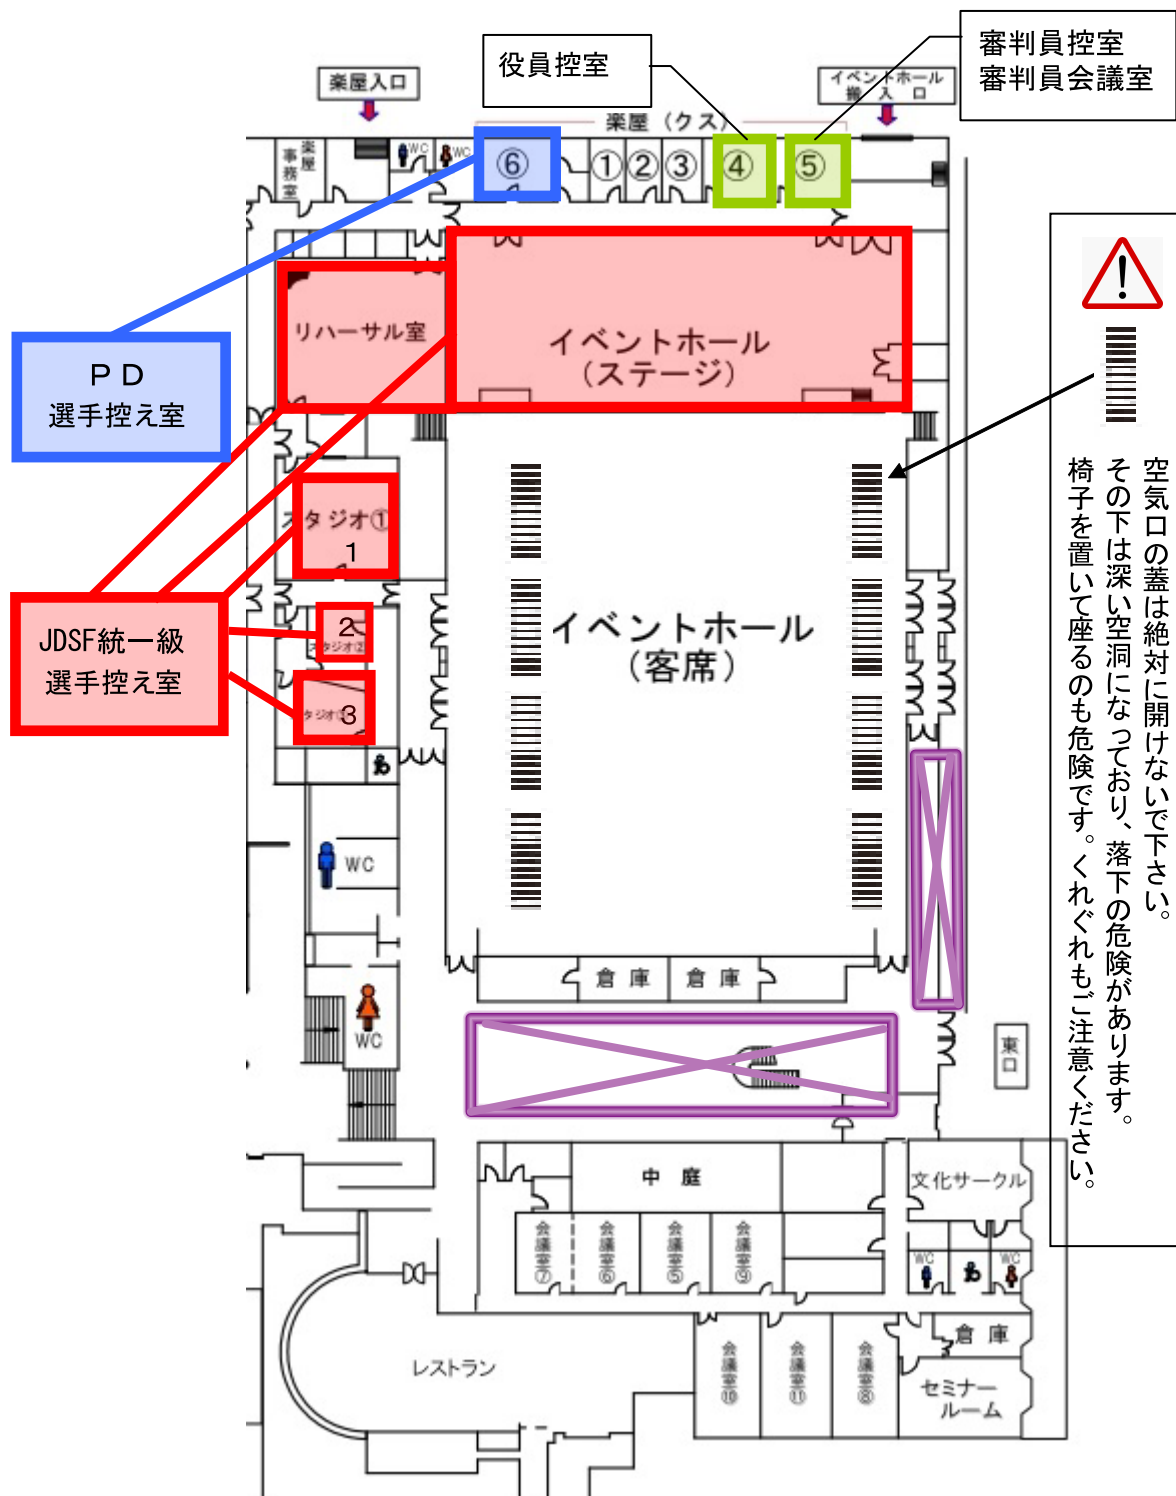 役員控室
審判員控室
審判員会議室
楽屋入口
イベントホール
搬入口
楽屋（クス）
楽屋
事務室
WC
WC
⑥
①
②
③
④
⑤
ＰＤ
選手控え室
リハーサル室
イベントホール
（ステージ）
スタジオ①
1
2
スタジオ②
3
JDSF統一級
選手控え室
イベントホール
（客席）
空気口の蓋は絶対に開けないで下さい。
その下は深い空洞になっており、落下の危険があります。
椅子を置いて座るのも危険です。くれぐれもご注意ください。
WC
WC
倉庫
倉庫
東口
中庭
文化サークル
会議室⑦
会議室⑥
会議室⑤
会議室⑨
WC
WC
レストラン
会議室⑩
会議室⑪
会議室⑧
倉庫
セミナー
ルーム